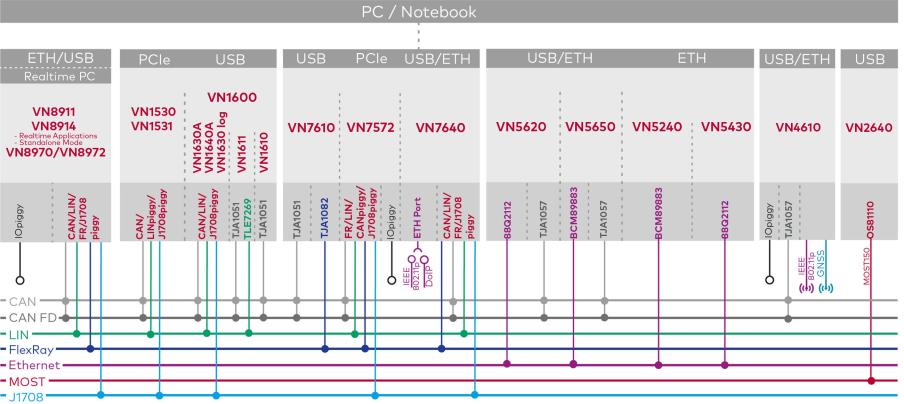 PC / Notebook
ETH/USB
Realtime PC
PCIe
USB
USB
PCIe
USB/ETH
USB/ETH
ETH
USB/ETH
USB
VN8911
VN8914
- Realtime Applications
- Standalone Mode
VN8970/VN8972
VN1530
VN1531
VN1600
VN1630A
VN1640A
VN1630 log
VN1611
VN1610
VN7610
VN7572
VN7640
VN5620
VN5650
VN5240
VN5430
VN4610
VN2640
IOpiggy
CAN/LIN/
FR/J1708
piggy
CAN/
LINpiggy/
J1708piggy
CAN/LIN/
J1708piggy
TJA1051
TLE7269
TJA1051
TJA1051
TJA1082
FR/LIN/
CANpiggy/
J1708piggy
IOpiggy
ETH Port
CAN/LIN/
FR/J1708
piggy
88Q2112
TJA1057
BCM89883
TJA1057
BCM89883
88Q2112
IOpiggy
TJA1057
OS81110
IEEE
802.11p
DoIP
IEEE
802.11p
GNSS
MOST150
CAN
CAN FD
LIN
FlexRay
Ethernet
MOST
J1708